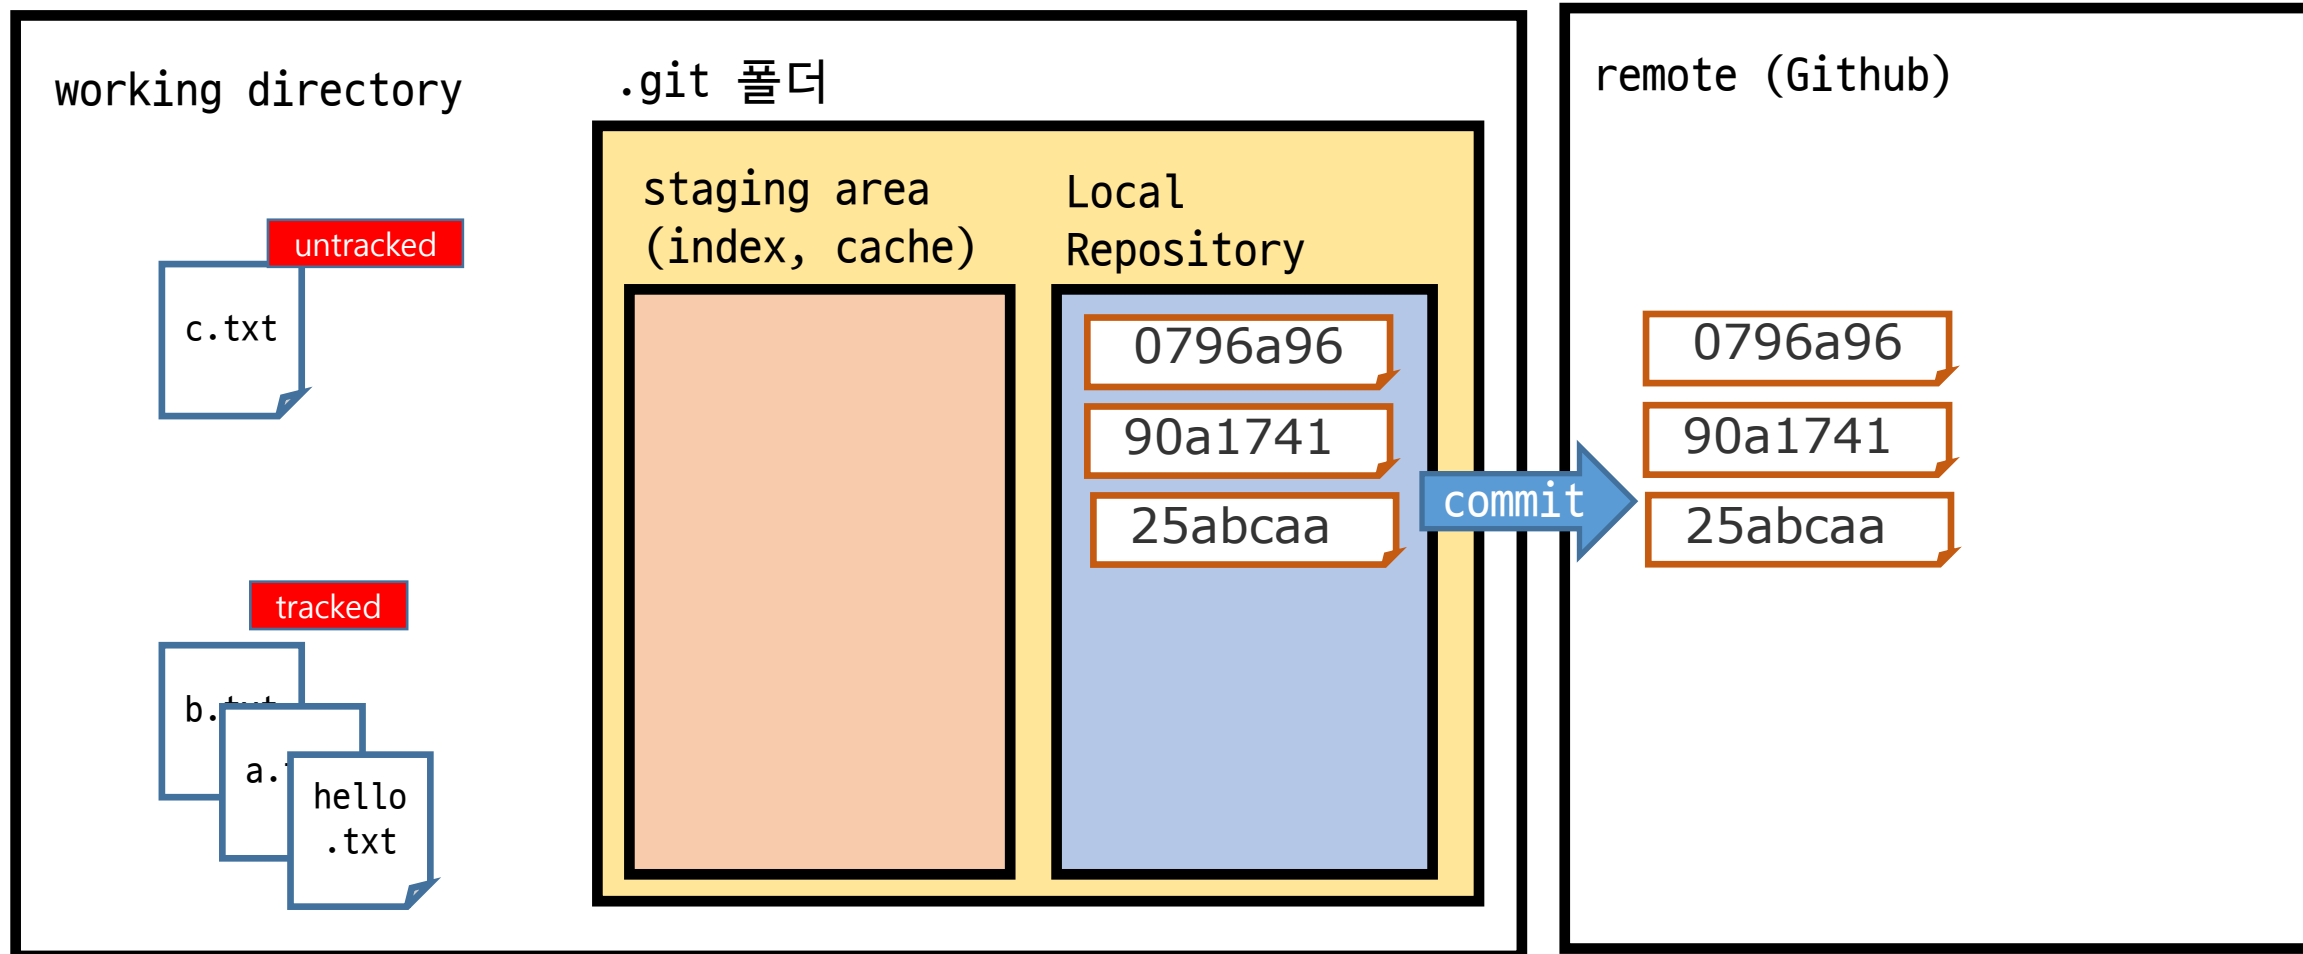 working directory
.git 폴더
remote (Github)
staging area
(index, cache)
Local
Repository
untracked
c.txt
0796a96
90a1741
25abcaa
commit
0796a96
90a1741
25abcaa
tracked
b.txt
a.
hello
.txt